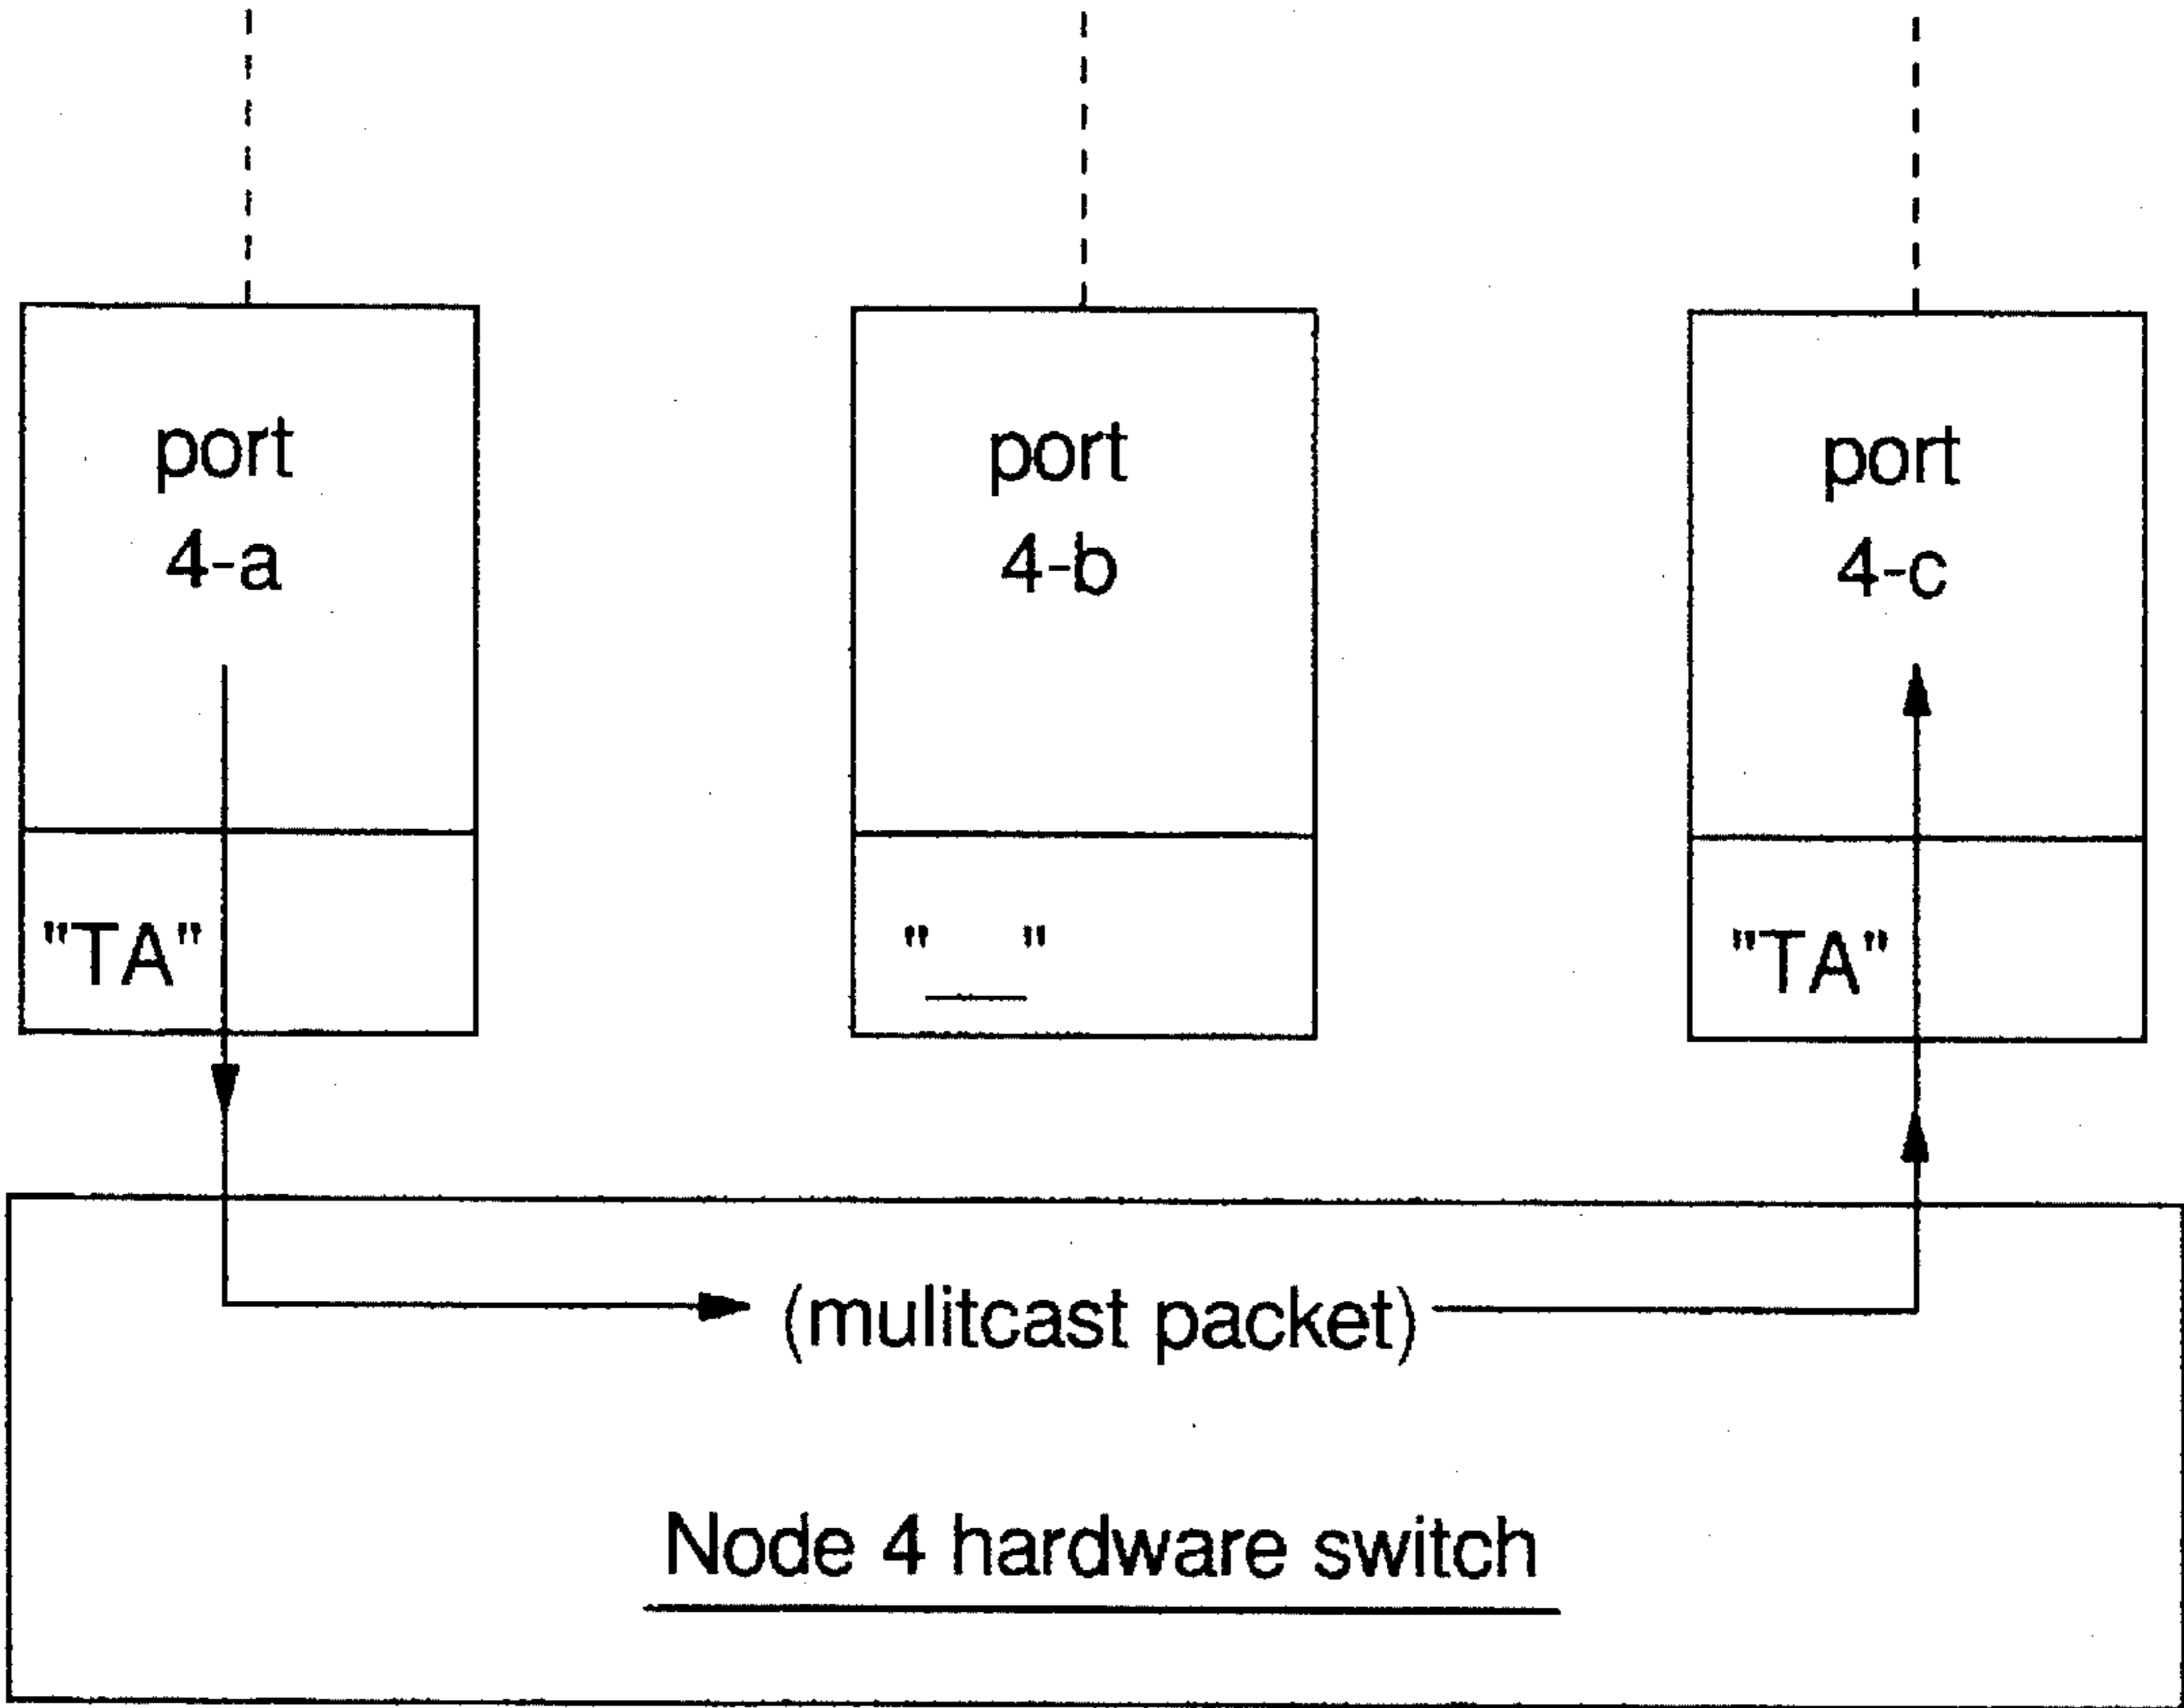 port
4-a
port
4-b
port
4-c
"TA"
"__"
"TA"
(mulitcast packet)
Node 4 hardware switch